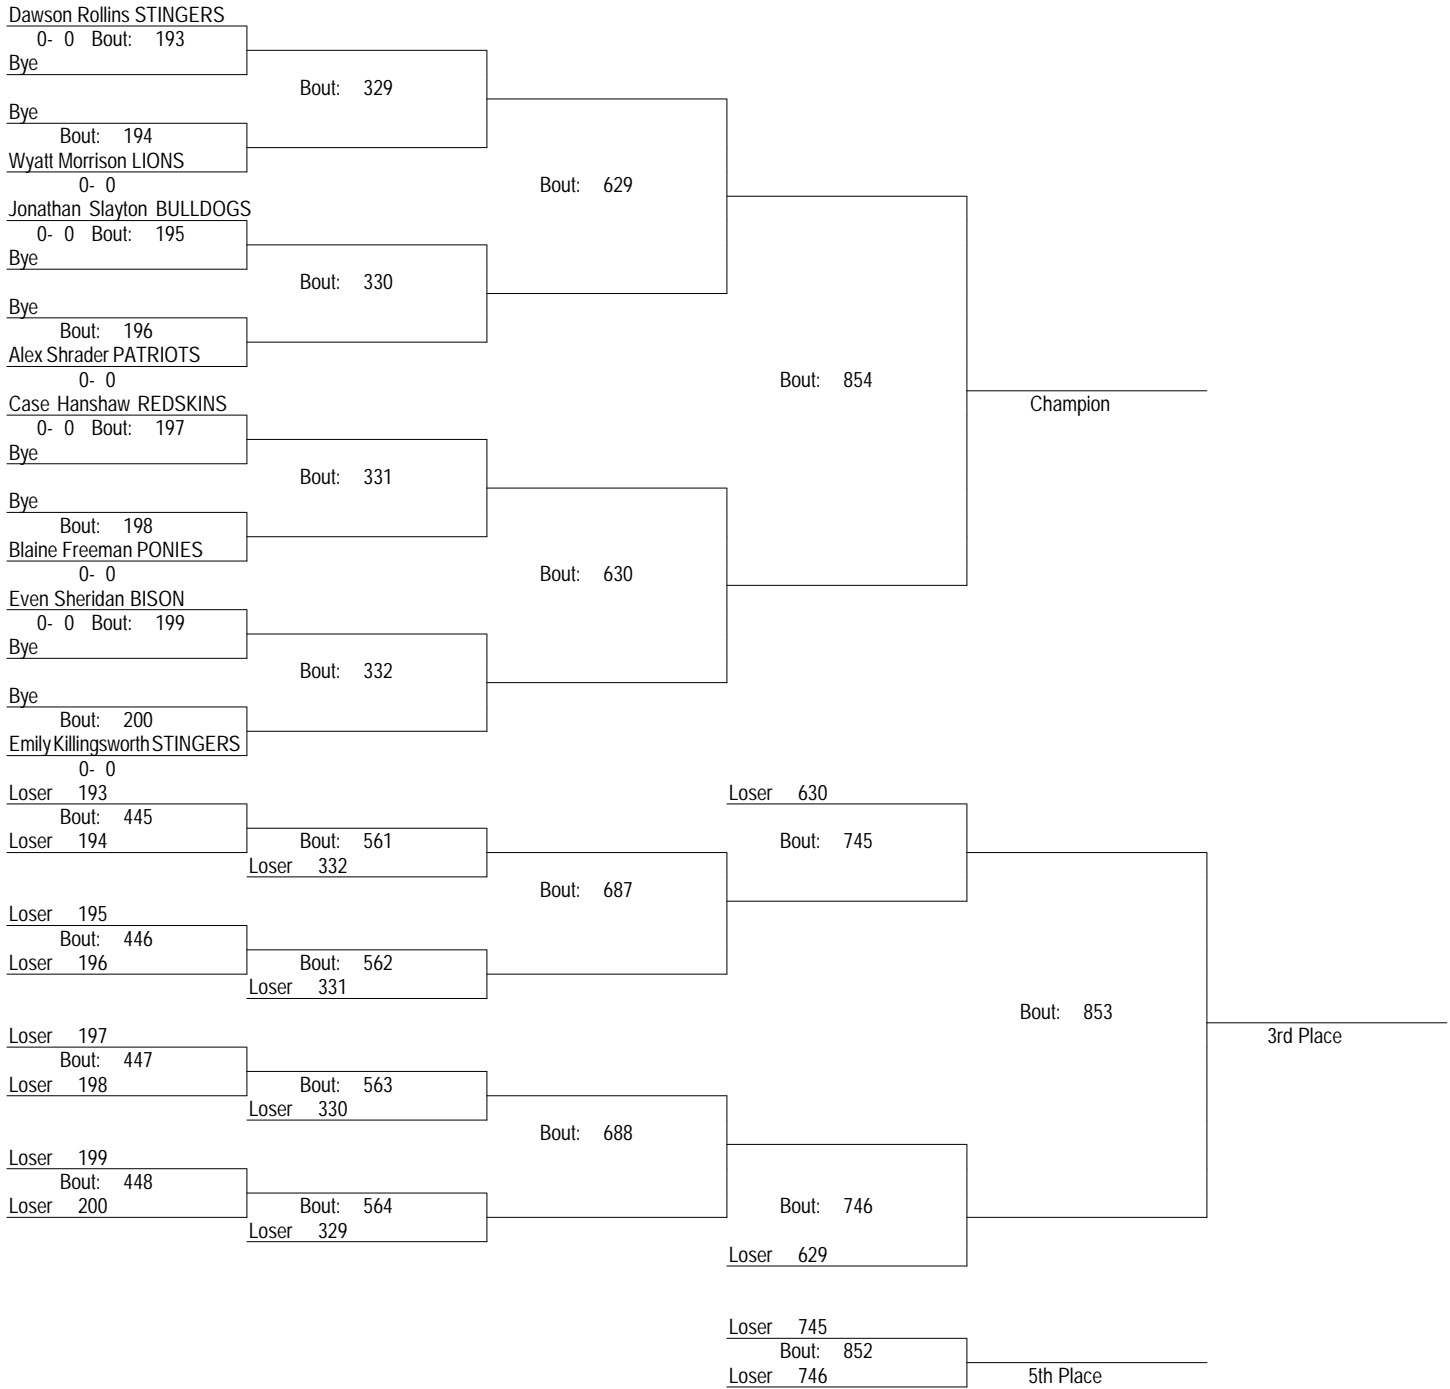 Dawson Rollins STINGERS
0- 0 Bout: 193
Bye
Bout: 329
Bye
Bout: 194
Wyatt Morrison LIONS
0- 0
Bout: 629
Jonathan Slayton BULLDOGS
0- 0 Bout: 195
Bye
Bout: 330
Bye
Bout: 196
Alex Shrader PATRIOTS
0- 0
Bout: 854
Champion
Case Hanshaw REDSKINS
0- 0 Bout: 197
Bye
Bout: 331
Bye
Bout: 198
Blaine Freeman PONIES
0- 0
Bout: 630
Even Sheridan BISON
0- 0 Bout: 199
Bye
Bout: 332
Bye
Bout: 200
Emily Killingsworth STINGERS
0- 0
Loser 193
Bout: 445
Loser 194
Bout: 561
Loser 332
Loser 630
Bout: 745
Bout: 687
Loser 195
Bout: 446
Loser 196
Bout: 562
Loser 331
Bout: 853
3rd Place
Loser 197
Bout: 447
Loser 198
Bout: 563
Loser 330
Bout: 688
Loser 199
Bout: 448
Loser 200
Bout: 564
Loser 329
Bout: 746
Loser 629
Loser 745
Bout: 852
Loser 746
5th Place